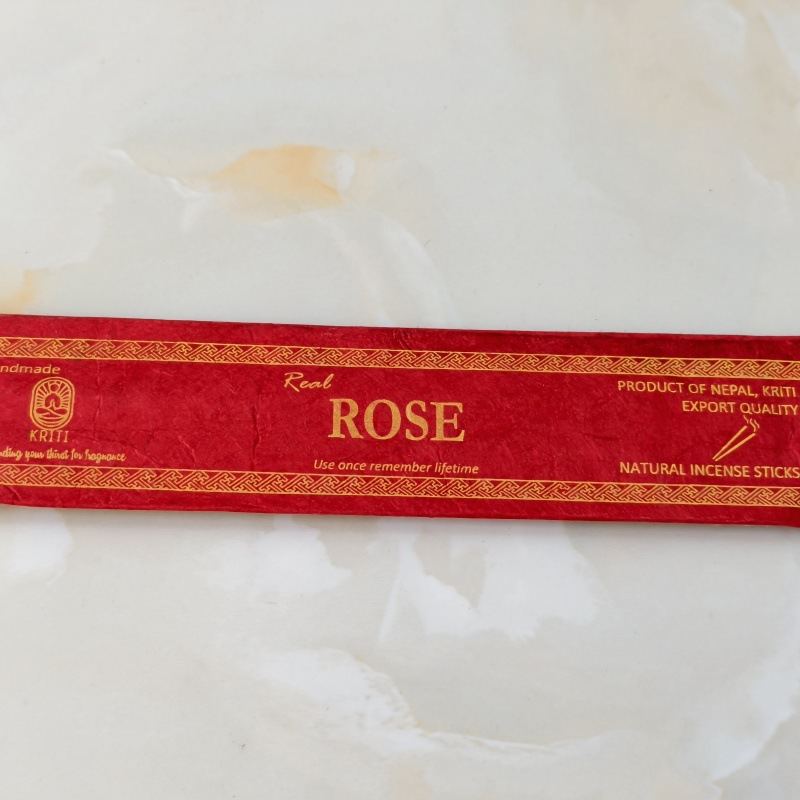 ndmade
KRITI
nding your thirst for fragnance
Real
ROSE
Use once remember lifetime
PRODUCT OF NEPAL, KRITI
EXPORT QUALITY
NATURAL INCENSE STICKS